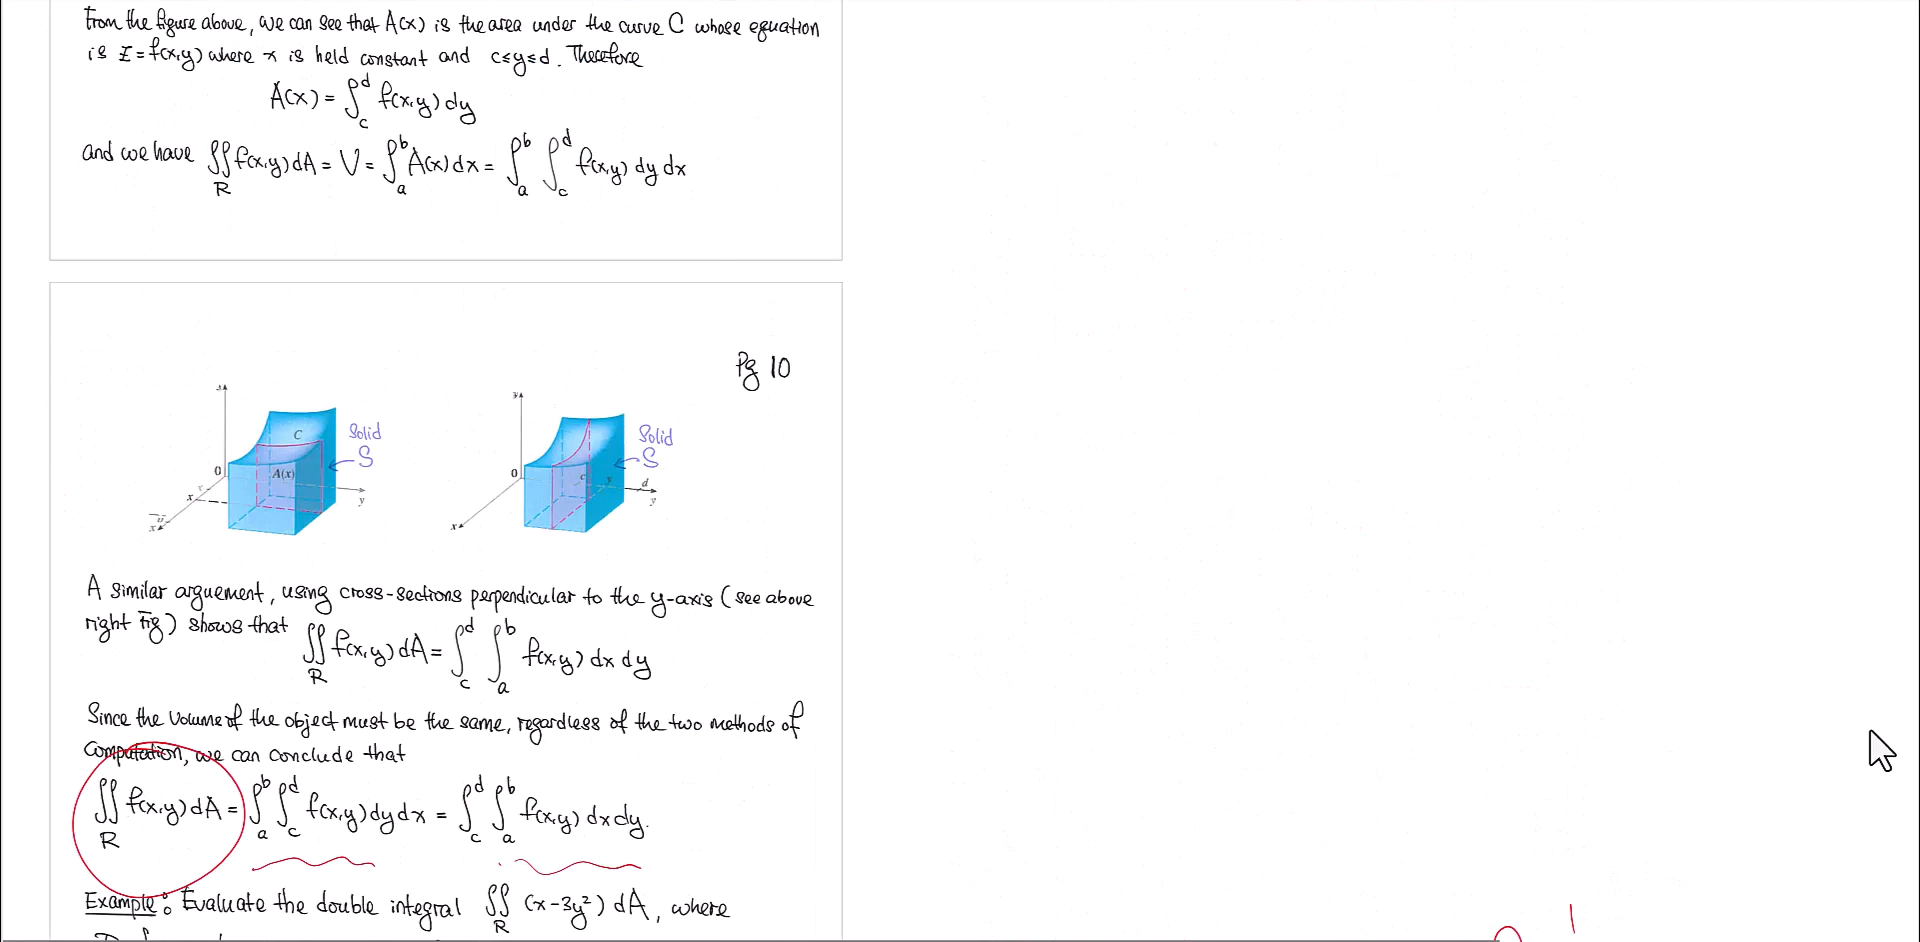 From the figure above, we can see that A(x) is the area under the curve C whose equation
is z = f(x,y) where x is held constant and c≤y≤d. Therefore
A(x) = ∫_c^d f(x,y) dy
and we have ∬_R f(x,y) dA = V = ∫_a^b A(x) dx = ∫_a^b ∫_c^d f(x,y) dy dx
Pg 10
z
C
Solid
S
0
A(x)
x
y
x
y
Solid
S
0
c
y
d
y
x
A similar arguement, using cross-sections perpendicular to the y-axis (see above
right Fig) shows that ∬_R f(x,y) dA = ∫_c^d ∫_a^b f(x,y) dx dy
Since the volume of the object must be the same, regardless of the two methods of
computation, we can conclude that
∬_R f(x,y) dA = ∫_a^b ∫_c^d f(x,y) dy dx = ∫_c^d ∫_a^b f(x,y) dx dy.
Example: Evaluate the double integral ∬_R (x-3y²) dA, where